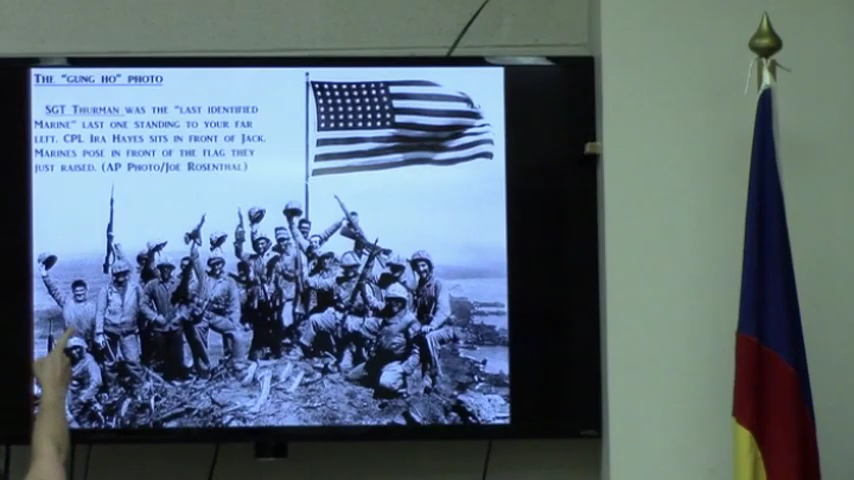 The "gung ho" photo
SGT Thurman was the "last identified
Marine" last one standing to your far
left. CPL Ira Hayes sits in front of Jack.
Marines pose in front of the flag they
just raised. (AP Photo/Joe Rosenthal)